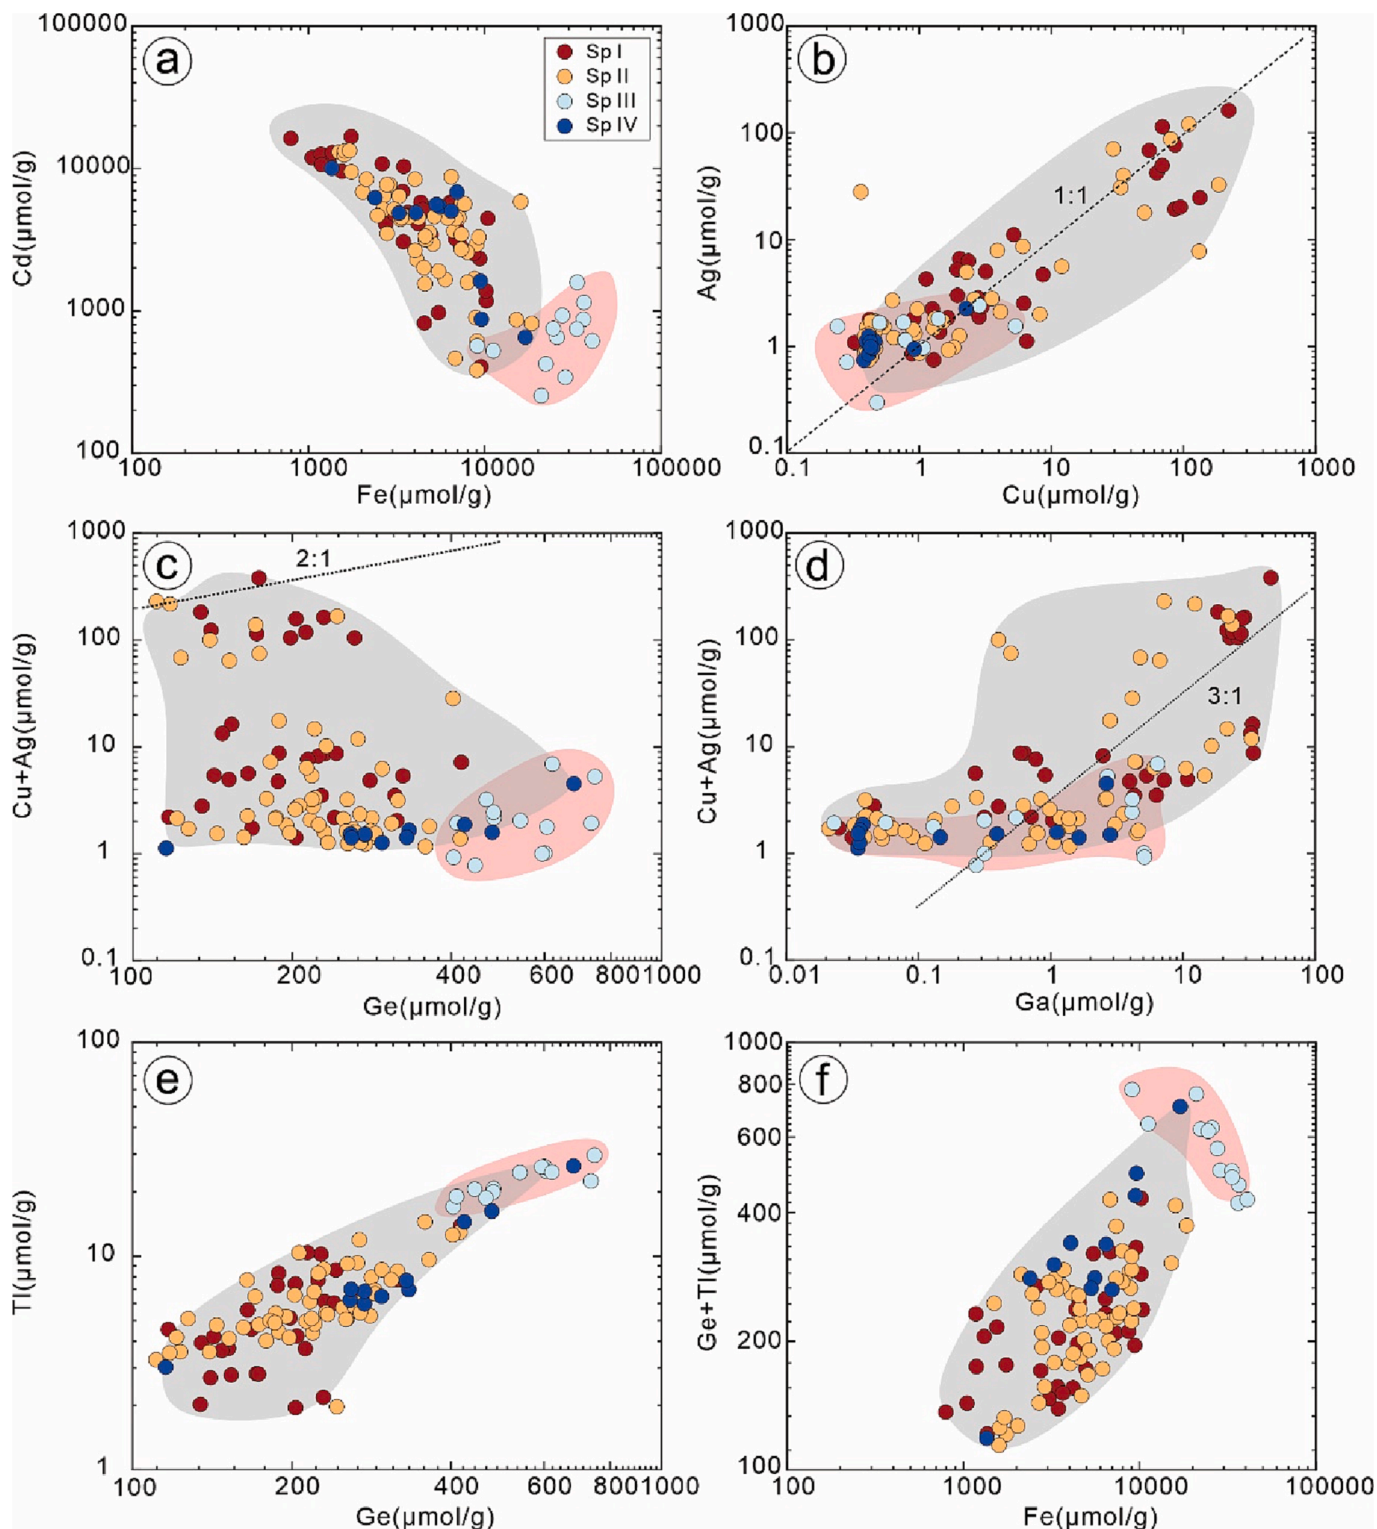 a
Sp I
Sp II
Sp III
Sp IV
100000
10000
1000
100
Cd(μmol/g)
100
1000
10000
100000
Fe(μmol/g)
b
1:1
1000
100
10
1
0.1
Ag(μmol/g)
0.1
1
10
100
1000
Cu(μmol/g)
c
2:1
1000
100
10
1
0.1
Cu+Ag(μmol/g)
100
200
400
600
1000
Ge(μmol/g)
d
3:1
1000
100
10
1
0.1
Cu+Ag(μmol/g)
0.01
0.1
1
10
100
Ga(μmol/g)
e
100
10
1
Tl(μmol/g)
100
200
400
600
8001000
Ge(μmol/g)
f
1000
800
600
400
200
100
Ge+Tl(μmol/g)
100
1000
10000
100000
Fe(μmol/g)